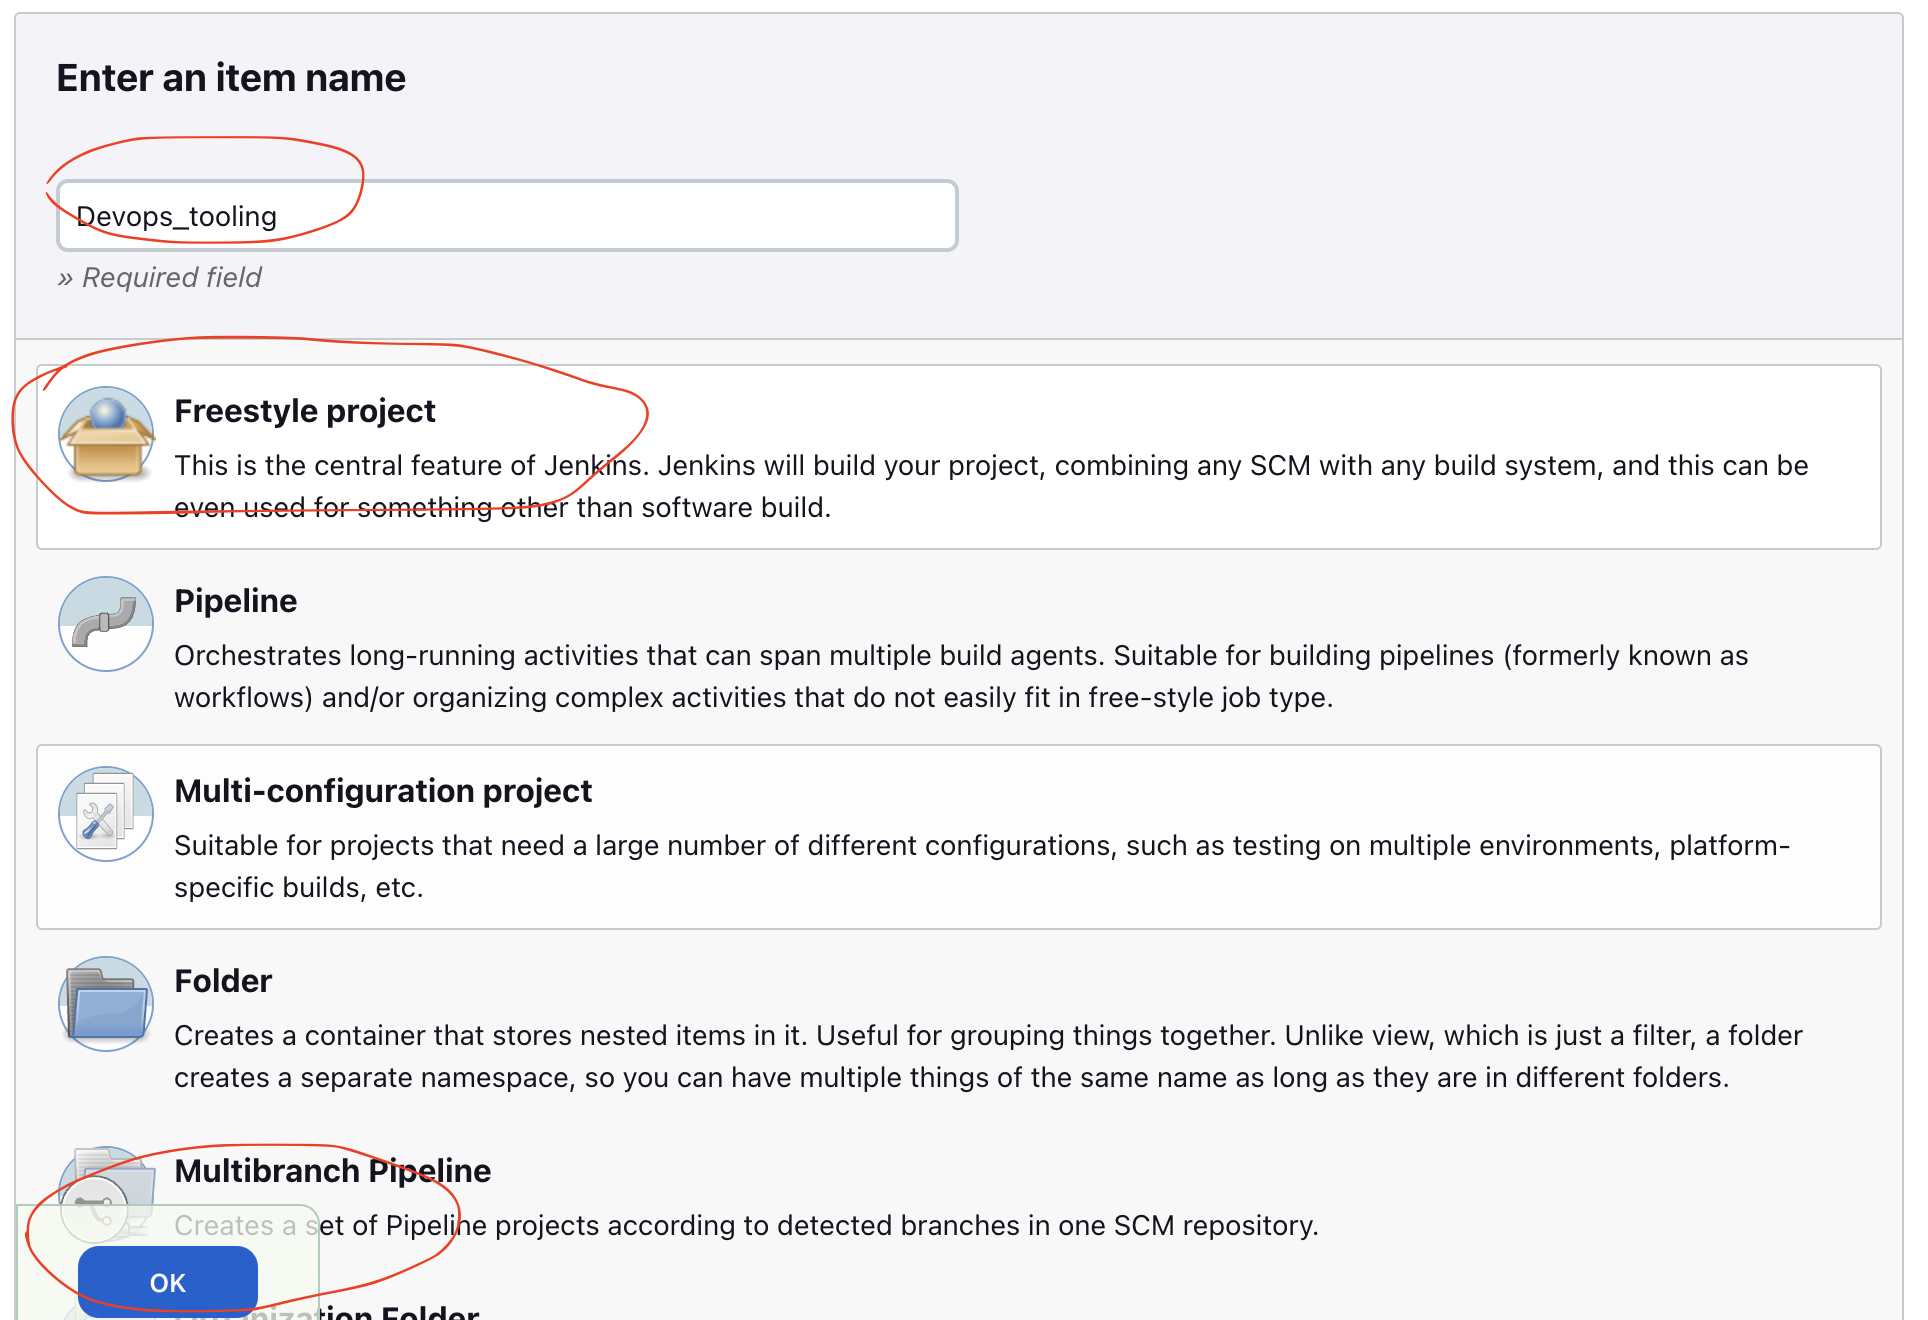 Enter an item name
Devops_tooling
» Required field
Freestyle project
This is the central feature of Jenkins. Jenkins will build your project, combining any SCM with any build system, and this can be
even used for something other than software build.
Pipeline
Orchestrates long-running activities that can span multiple build agents. Suitable for building pipelines (formerly known as
workflows) and/or organizing complex activities that do not easily fit in free-style job type.
Multi-configuration project
Suitable for projects that need a large number of different configurations, such as testing on multiple environments, platform-
specific builds, etc.
Folder
Creates a container that stores nested items in it. Useful for grouping things together. Unlike view, which is just a filter, a folder
creates a separate namespace, so you can have multiple things of the same name as long as they are in different folders.
Multibranch Pipeline
Creates a set of Pipeline projects according to detected branches in one SCM repository.
OK
Organization Folder